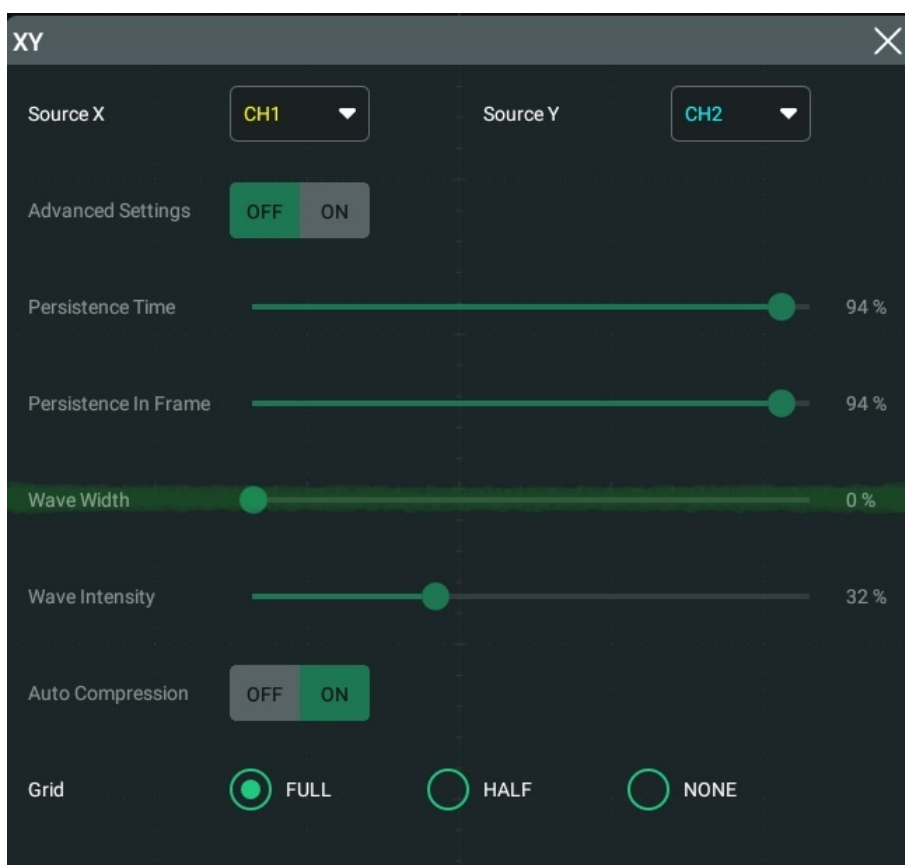 XY
Source X CH1 Source Y CH2
Advanced Settings OFF ON
Persistence Time 94 %
Persistence In Frame 94 %
Wave Width 0 %
Wave Intensity 32 %
Auto Compression OFF ON
Grid FULL HALF NONE